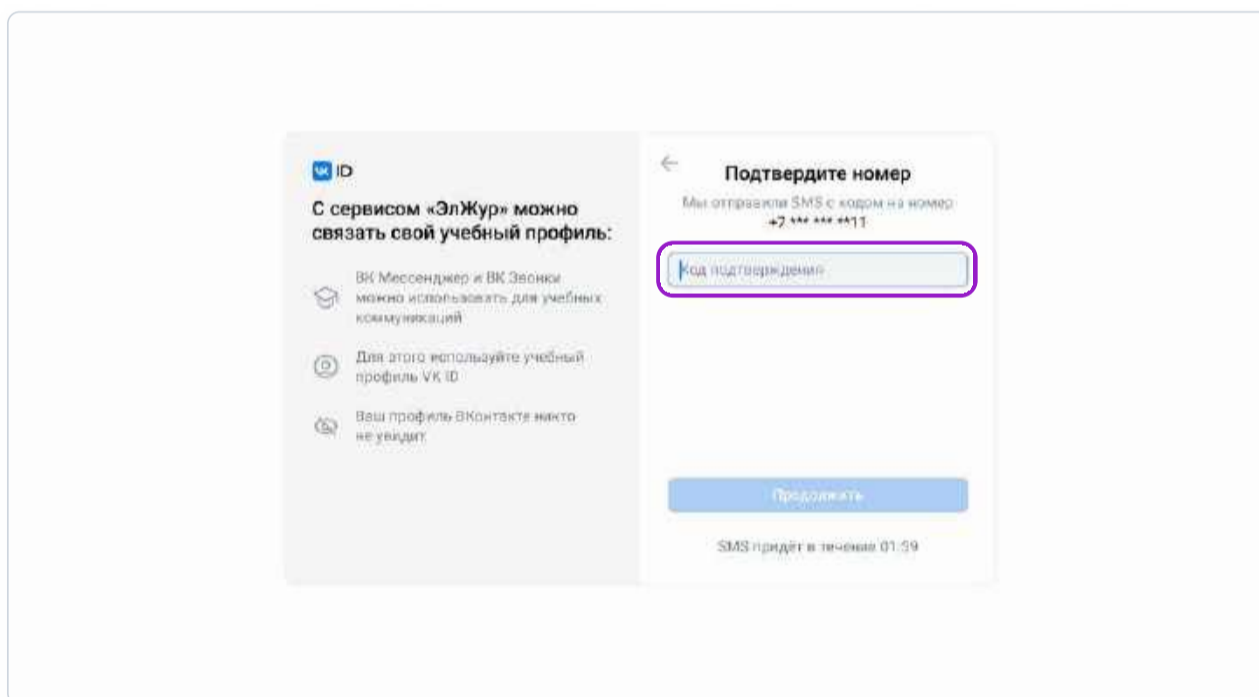 VK ID
С сервисом «ЭлЖур» можно
связать свой учебный профиль:
ВК Мессенджер и ВК Звонки
можно использовать для учебных
коммуникаций
Для этого используйте учебный
профиль VK ID
Ваш профиль ВКонтакте никто
не увидит
Подтвердите номер
Мы отправили SMS с кодом на номер
+7 *** *** **11
Код подтверждения
Продолжить
SMS придёт в течение 01:59